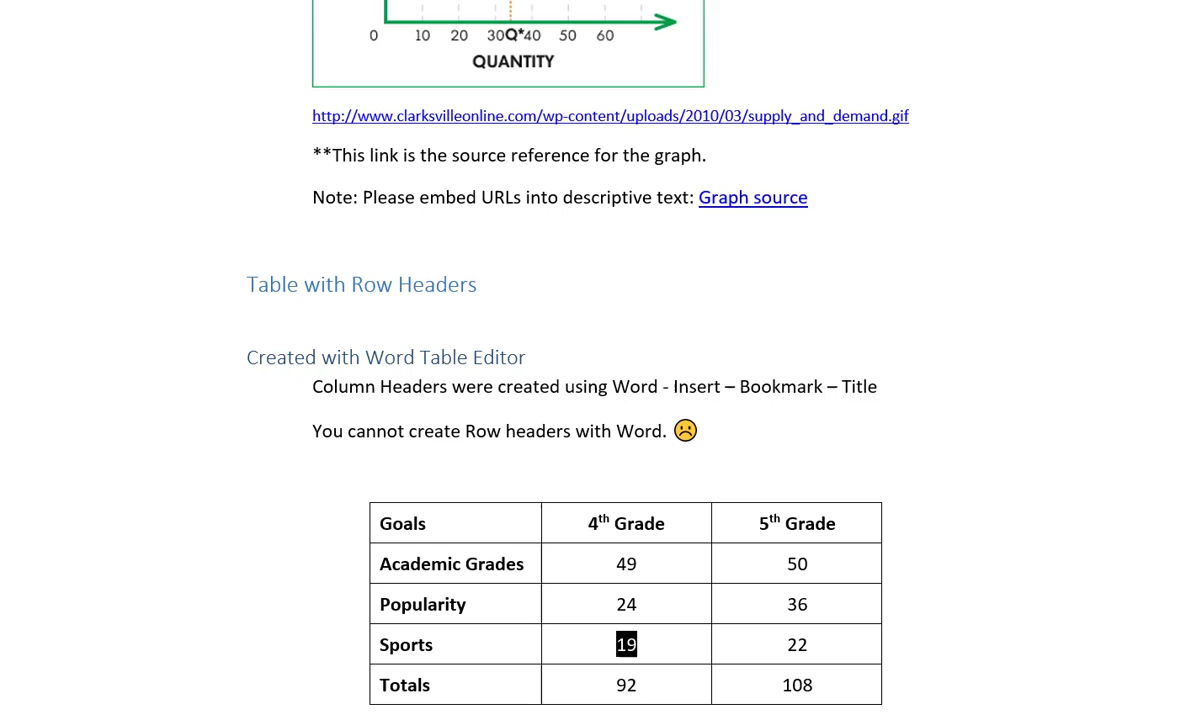 0 10 20 30 Q* 40 50 60
QUANTITY
http://www.clarksvilleonline.com/wp-content/uploads/2010/03/supply_and_demand.gif
**This link is the source reference for the graph.
Note: Please embed URLs into descriptive text: Graph source
Table with Row Headers
Created with Word Table Editor
Column Headers were created using Word - Insert – Bookmark – Title
You cannot create Row headers with Word.
Goals 4th Grade 5th Grade
Academic Grades 49 50
Popularity 24 36
Sports 19 22
Totals 92 108